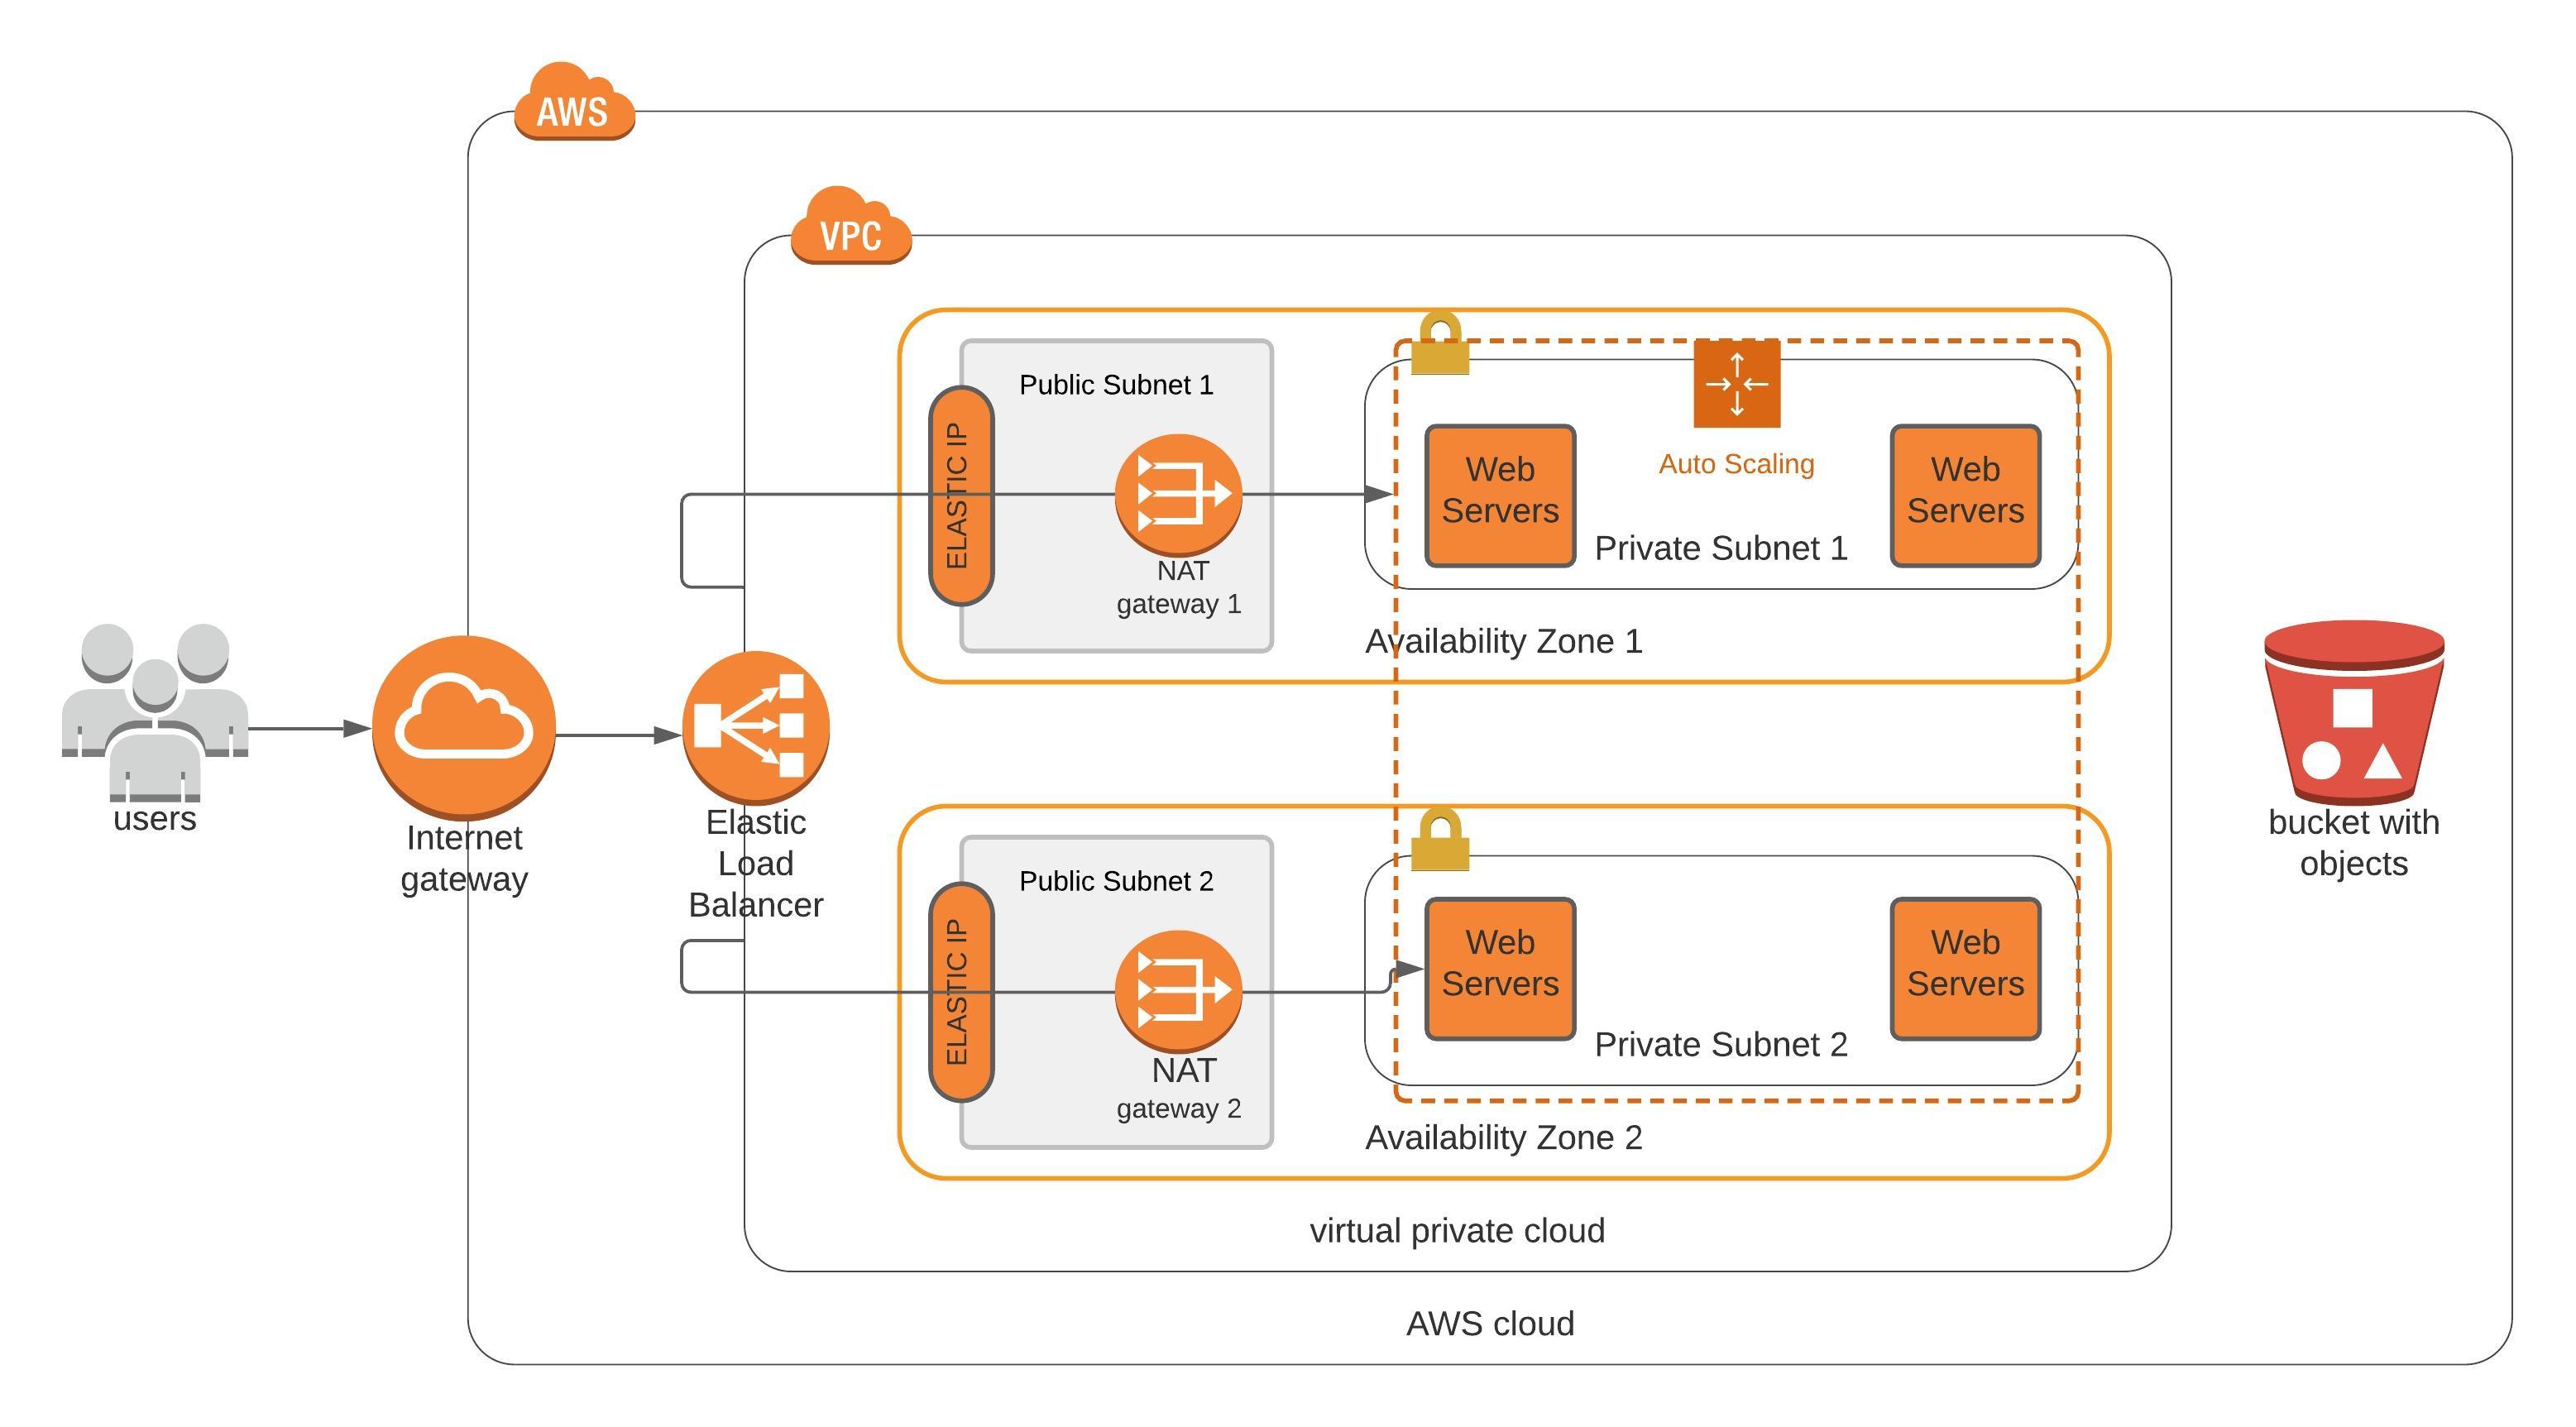 AWS
VPC
Public Subnet 1
ELASTIC IP
NAT
gateway 1
Web
Servers
Auto Scaling
Web
Servers
Private Subnet 1
Availability Zone 1
users
Internet
gateway
Elastic
Load
Balancer
bucket with
objects
Public Subnet 2
ELASTIC IP
NAT
gateway 2
Web
Servers
Web
Servers
Private Subnet 2
Availability Zone 2
virtual private cloud
AWS cloud